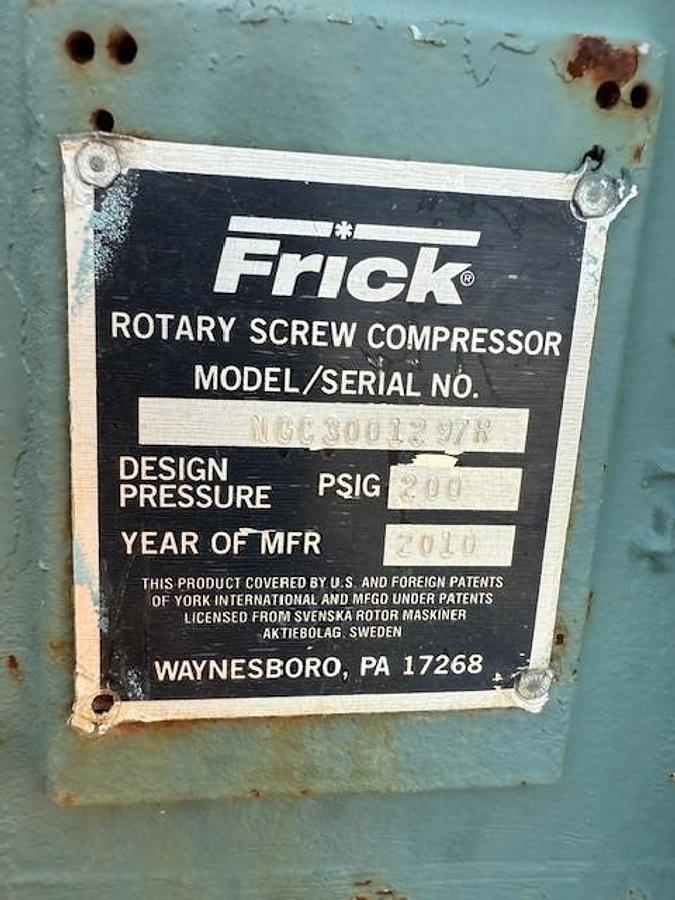 Frick®
ROTARY SCREW COMPRESSOR
MODEL/SERIAL NO.
NGC3001297R
DESIGN
PRESSURE PSIG 200
YEAR OF MFR 2010
THIS PRODUCT COVERED BY U.S. AND FOREIGN PATENTS
OF YORK INTERNATIONAL AND MFGD UNDER PATENTS
LICENSED FROM SVENSKA ROTOR MASKINER
AKTIEBOLAG, SWEDEN
WAYNESBORO, PA 17268